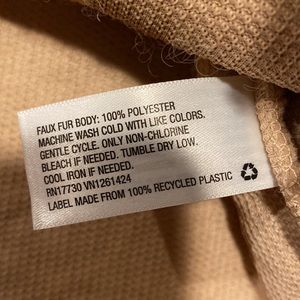 FAUX FUR BODY: 100% POLYESTER
MACHINE WASH COLD WITH LIKE COLORS.
GENTLE CYCLE. ONLY NON-CHLORINE
BLEACH IF NEEDED. TUMBLE DRY LOW.
COOL IRON IF NEEDED.
RN17730 VN1261424
LABEL MADE FROM 100% RECYCLED PLASTIC